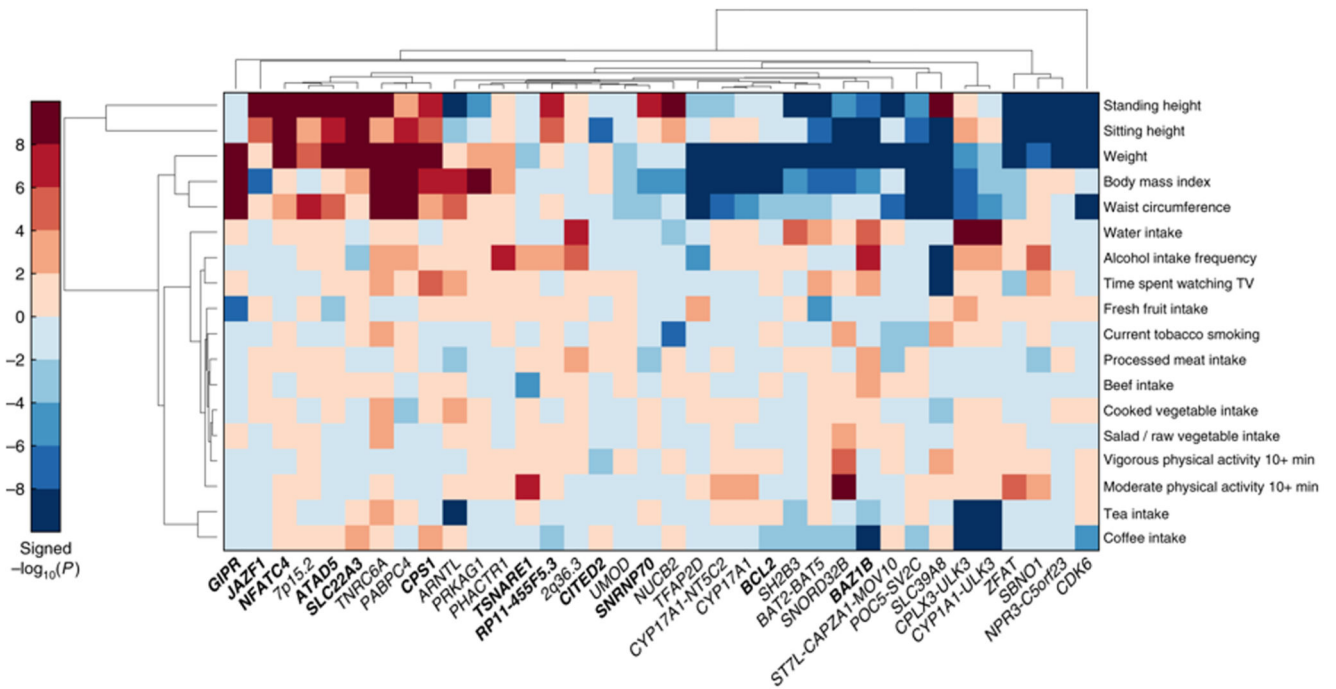 Standing height
Sitting height
Weight
Body mass index
Waist circumference
Water intake
Alcohol intake frequency
Time spent watching TV
Fresh fruit intake
Current tobacco smoking
Processed meat intake
Beef intake
Cooked vegetable intake
Salad / raw vegetable intake
Vigorous physical activity 10+ min
Moderate physical activity 10+ min
Tea intake
Coffee intake
8
6
4
2
0
−2
−4
−6
−8
Signed
−log10(P)
GIPR
JAZF1
NFATC4
7p15.2
ATAD5
SLC22A3
TNRC6A
PABPC4
CPS1
ARNTL
PRKAG1
PHACTR1
TSNARE1
RP11-455F5.3
2q36.3
CITED2
UMOD
SNRNP70
NUCB2
TFAP2D
CYP17A1-NT5C2
CYP17A1
BCL2
SH2B3
BAT2-BAT5
SNORD32B
BAZ1B
ST7L-CAPZA1-MOV10
POC5-SV2C
SLC39A8
CPLX3-ULK3
CYP1A1-ULK3
ZFAT
SBNO1
NPR3-C5orf23
CDK6